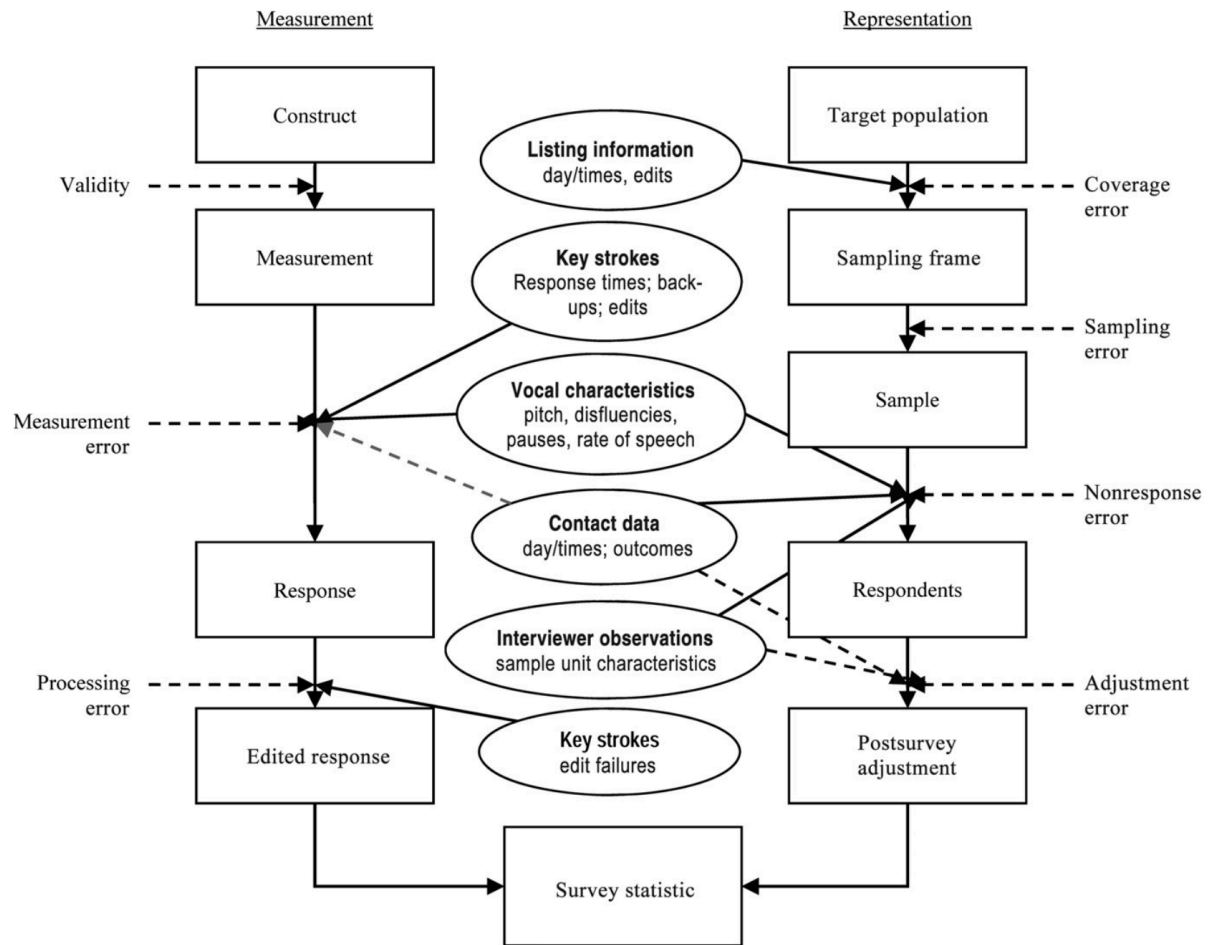 Measurement
Representation
Construct
Target population
Listing information
day/times, edits
Validity
Coverage
error
Measurement
Key strokes
Response times; back-
ups; edits
Sampling frame
Sampling
error
Vocal characteristics
pitch, disfluencies,
pauses, rate of speech
Sample
Measurement
error
Nonresponse
error
Contact data
day/times; outcomes
Response
Respondents
Interviewer observations
sample unit characteristics
Processing
error
Adjustment
error
Edited response
Key strokes
edit failures
Postsurvey
adjustment
Survey statistic